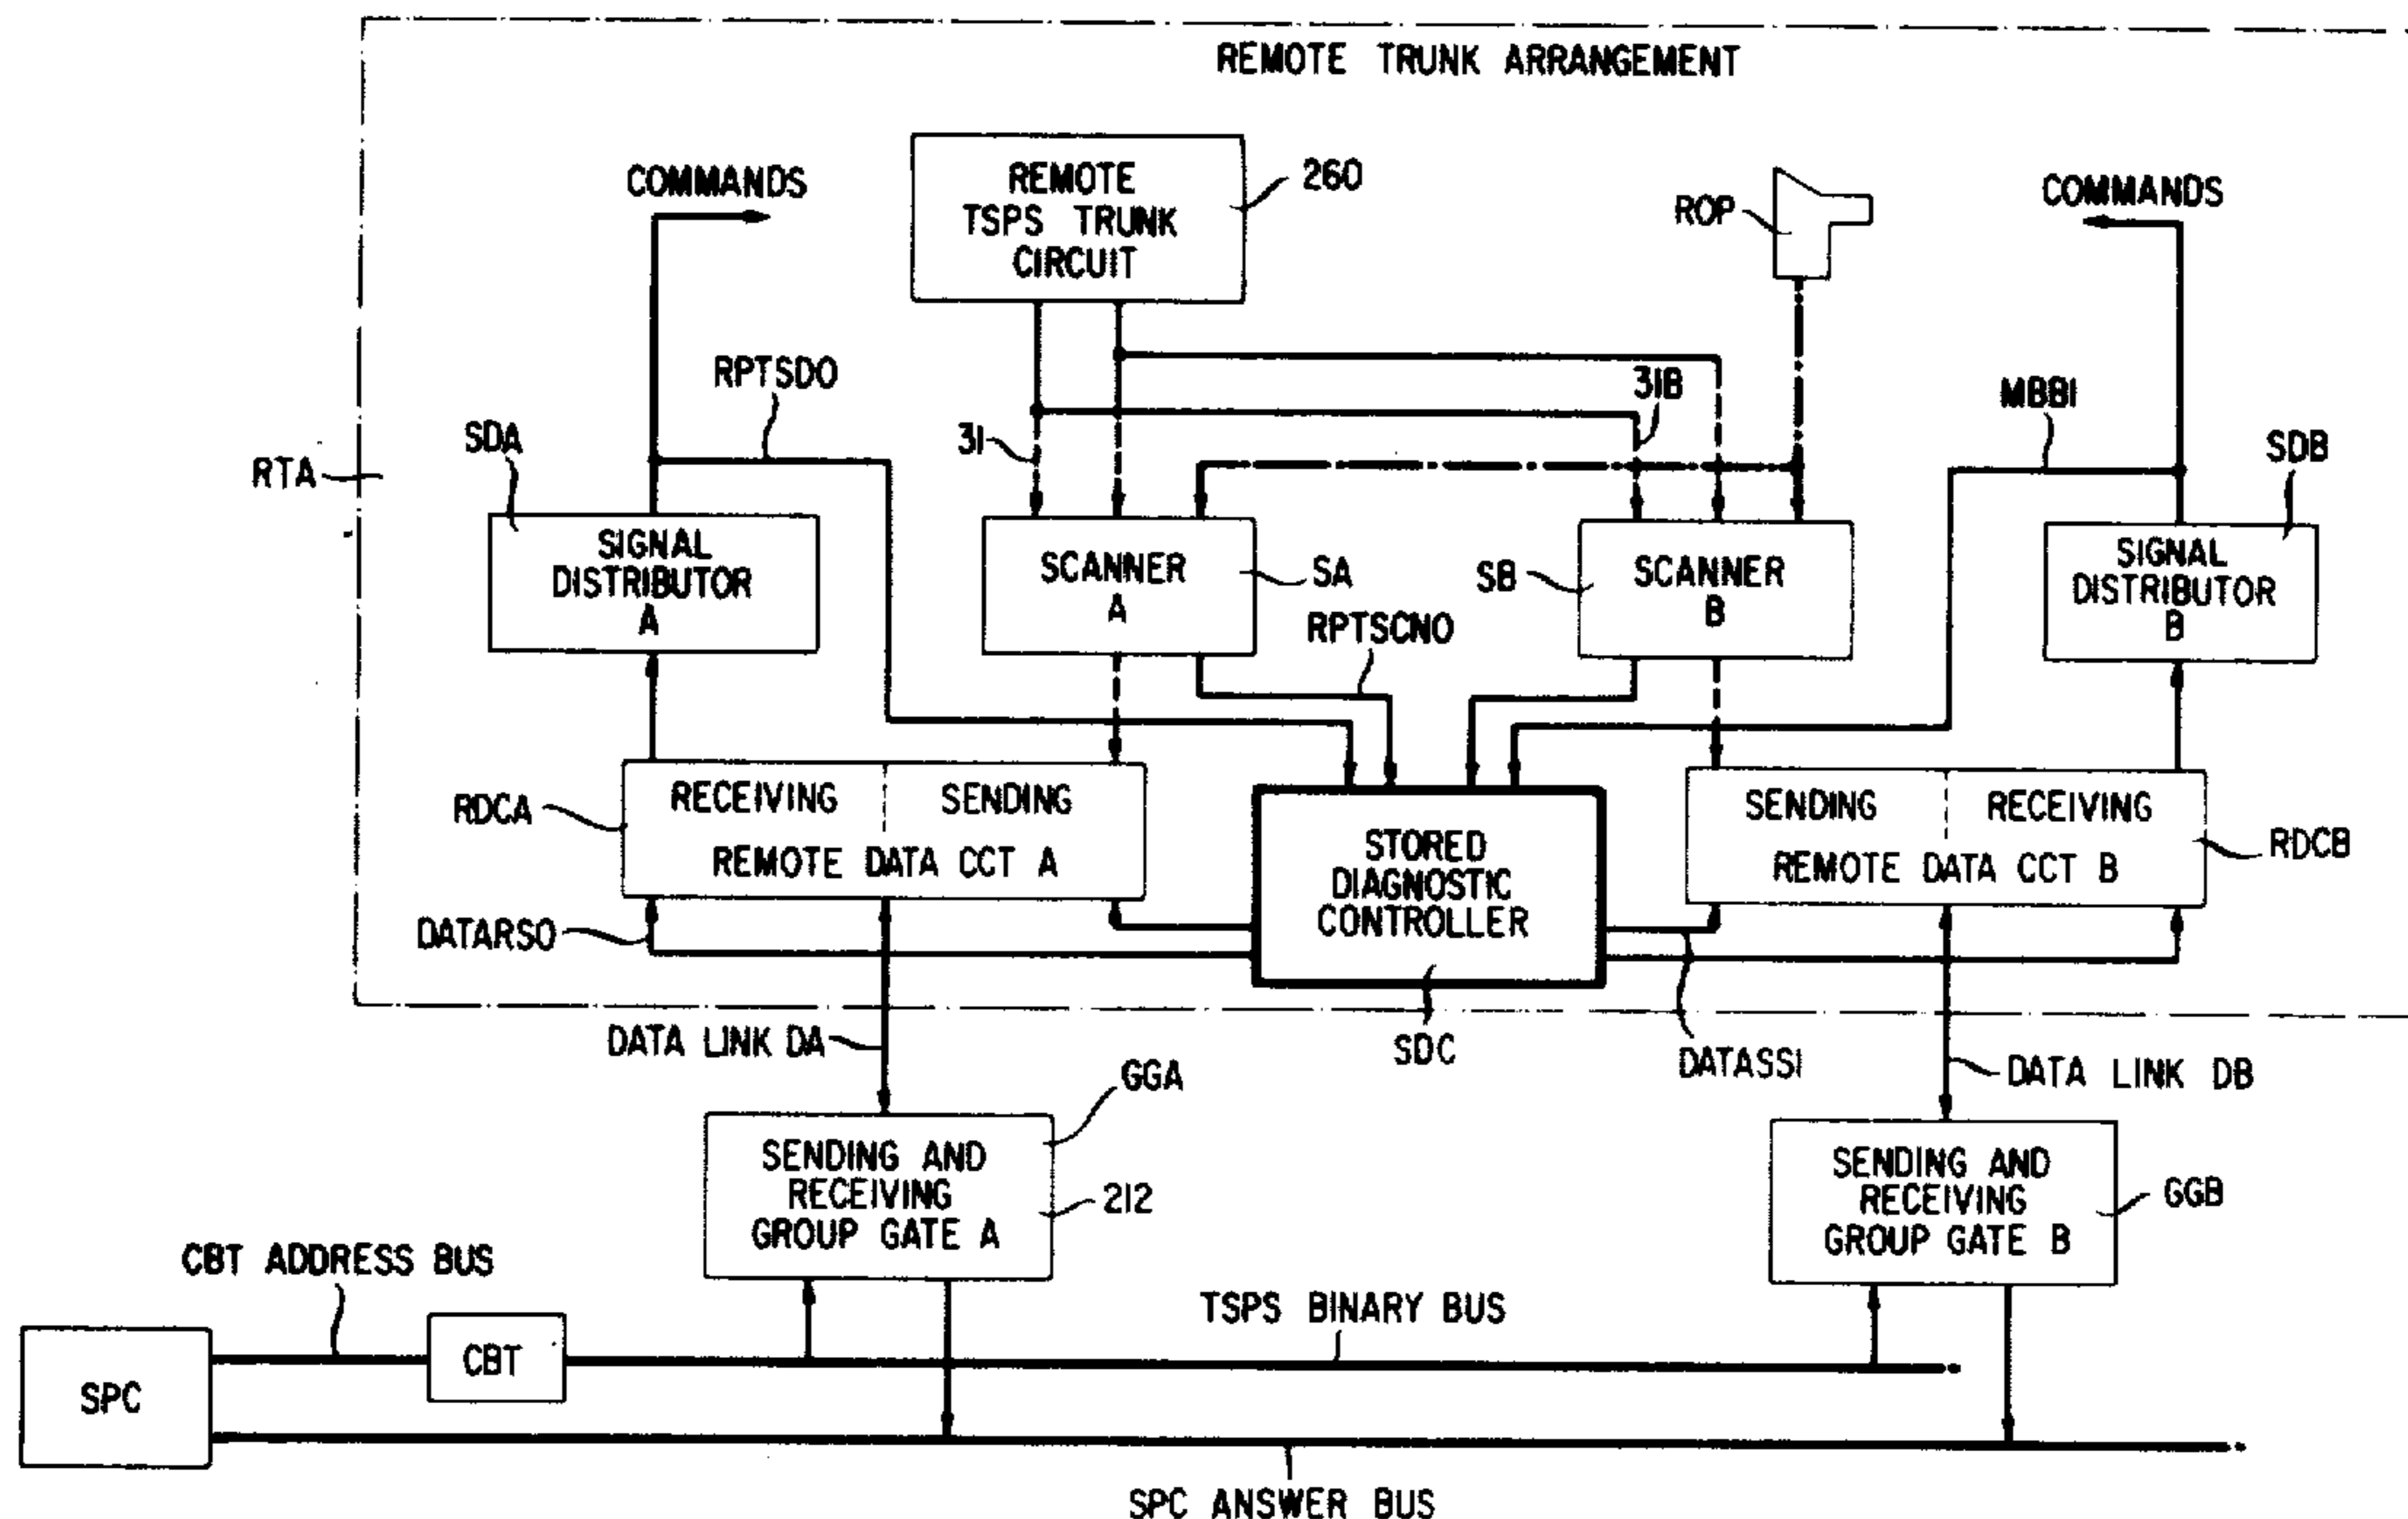 REMOTE TRUNK ARRANGEMENT
COMMANDS
REMOTE
TSPS TRUNK
CIRCUIT
260
ROP
COMMANDS
RPTSDO
31B
MBBI
SDA
31
SDB
RTA
SIGNAL
DISTRIBUTOR
A
SCANNER
A
SA
SB
SCANNER
B
SIGNAL
DISTRIBUTOR
B
RPTSCNO
RDCA
RECEIVING
SENDING
REMOTE DATA CCT A
STORED
DIAGNOSTIC
CONTROLLER
SENDING
RECEIVING
REMOTE DATA CCT B
RDCB
DATARSO
DATA LINK DA
SDC
DATASSI
DATA LINK DB
GGA
SENDING AND
RECEIVING
GROUP GATE A
212
SENDING AND
RECEIVING
GROUP GATE B
GGB
CBT ADDRESS BUS
TSPS BINARY BUS
SPC
CBT
SPC ANSWER BUS